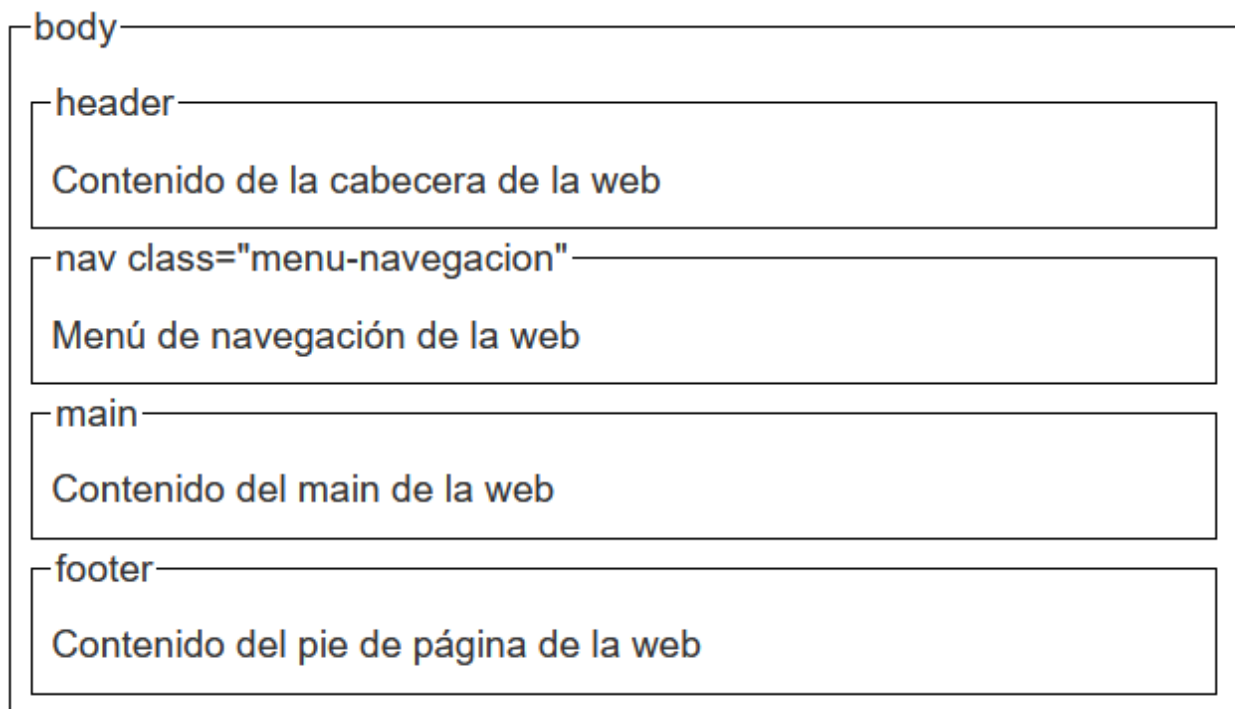 body
header
Contenido de la cabecera de la web
nav class="menu-navegacion"
Menú de navegación de la web
main
Contenido del main de la web
footer
Contenido del pie de página de la web